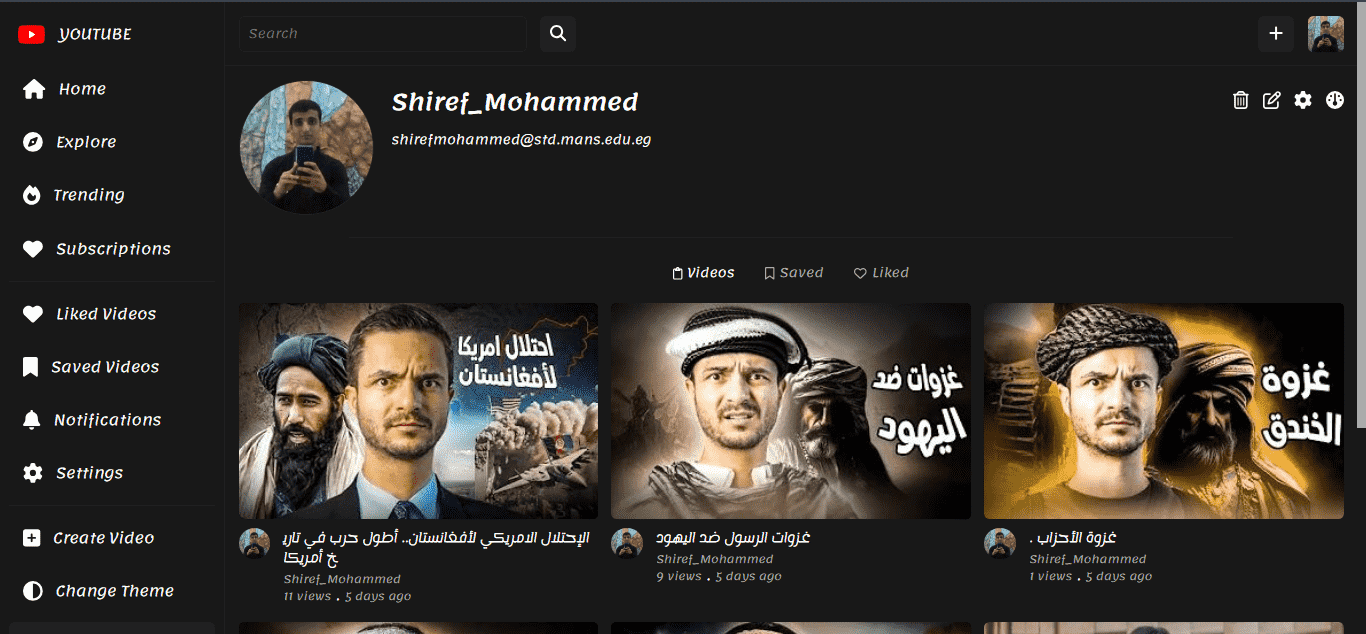 YOUTUBE
Search
Home
Explore
Trending
Subscriptions
Liked Videos
Saved Videos
Notifications
Settings
Create Video
Change Theme
Shiref_Mohammed
shirefmohammed@std.mans.edu.eg
Videos
Saved
Liked
احتلال امريكا
لأفغانستان
الإحتلال الامريكي لأفغانستان.. أطول حرب في تاري
خ أمريكا
Shiref_Mohammed
11 views . 5 days ago
غزوات ضد
اليهود
غزوات الرسول ضد اليهود
Shiref_Mohammed
9 views . 5 days ago
غزوة
الخندق
غزوة الأحزاب .
Shiref_Mohammed
1 views . 5 days ago